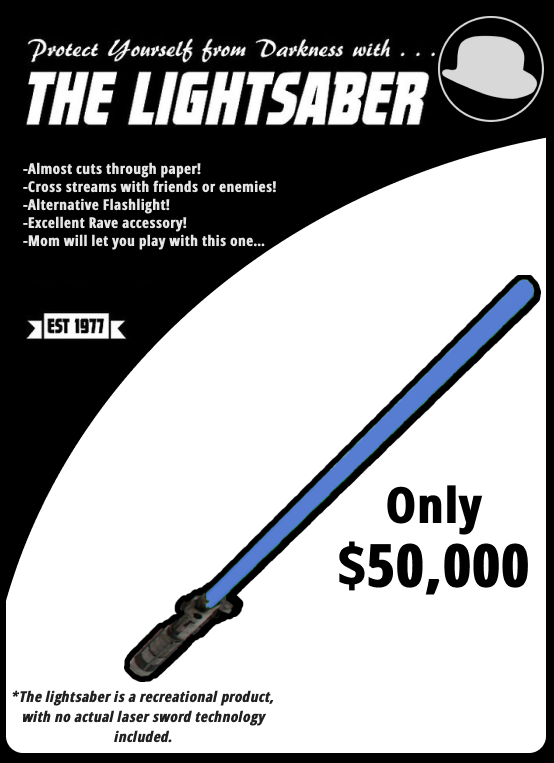 Protect Yourself from Darkness with . . .
THE LIGHTSABER
-Almost cuts through paper!
-Cross streams with friends or enemies!
-Alternative Flashlight!
-Excellent Rave accessory!
-Mom will let you play with this one...
EST 1977
Only
$50,000
*The lightsaber is a recreational product,
with no actual laser sword technology
included.